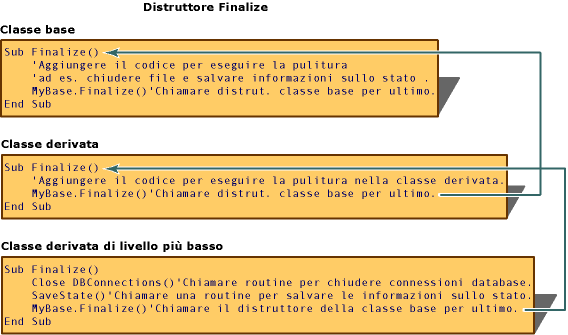 Distruttore Finalize
Classe base
Sub Finalize()
'Aggiungere il codice per eseguire la pulitura
'ad es. chiudere file e salvare informazioni sullo stato .
MyBase.Finalize()'Chiamare distrut. classe base per ultimo.
End Sub
Classe derivata
Sub Finalize()
'Aggiungere il codice per eseguire la pulitura nella classe derivata.
MyBase.Finalize()'Chiamare distrut. classe base per ultimo.
End Sub
Classe derivata di livello più basso
Sub Finalize()
Close DBConnections()'Chiamare routine per chiudere connessioni database.
SaveState()'Chiamare una routine per salvare le informazioni sullo stato.
MyBase.Finalize()'Chiamare il distruttore della classe base per ultimo.
End Sub